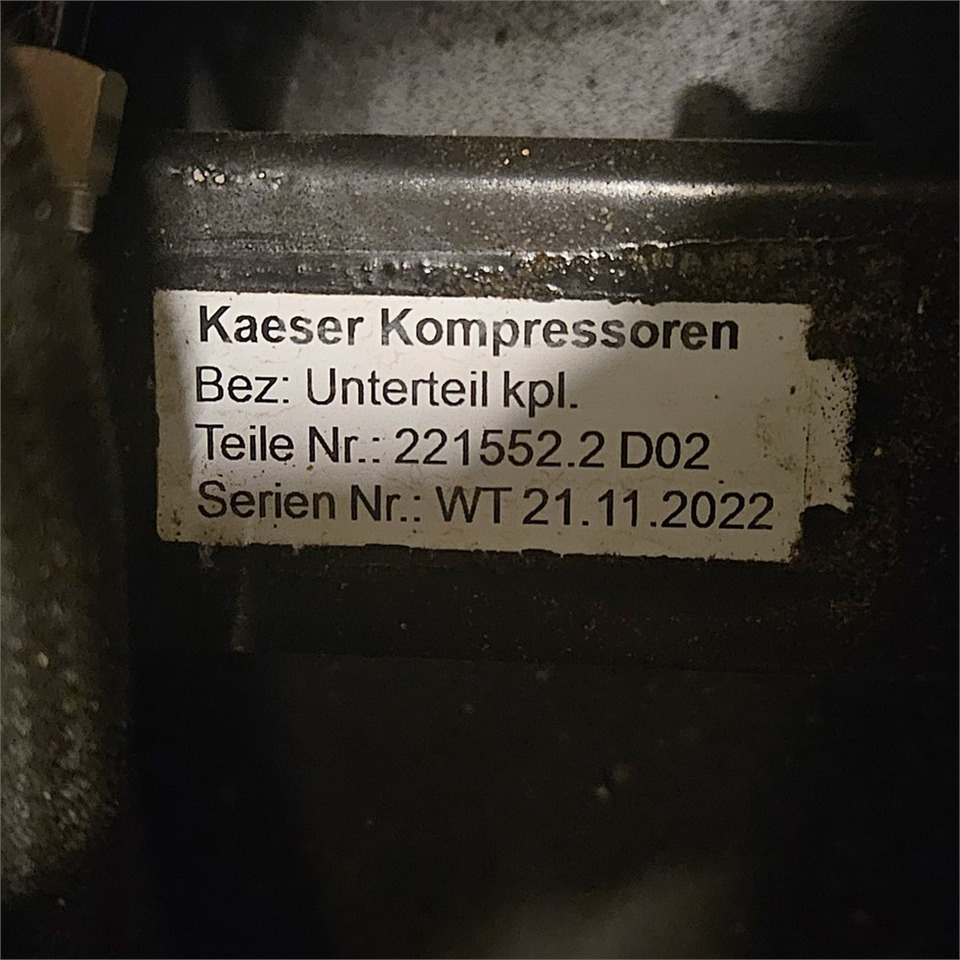 Kaeser Kompressoren
Bez: Unterteil kpl.
Teile Nr.: 221552.2 D02
Serien Nr.: WT 21.11.2022